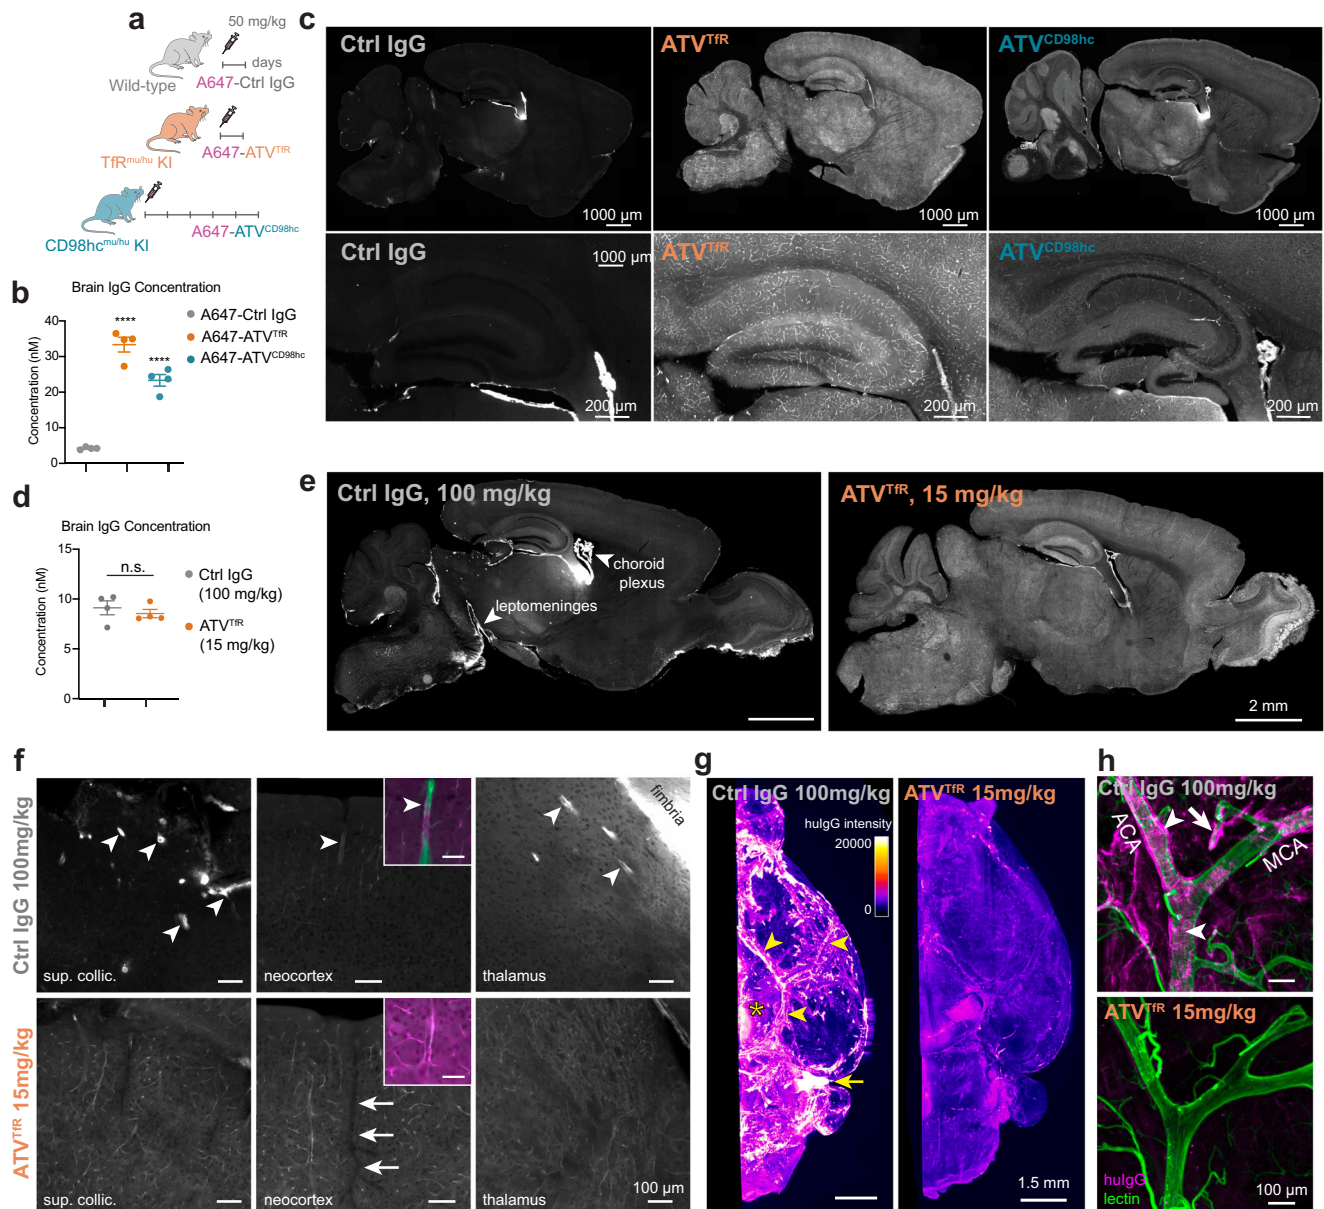 a
50 mg/kg
days
Wild-type
A647-Ctrl IgG
TfRmu/hu KI
A647-ATVTfR
CD98hcmu/hu KI
A647-ATVCD98hc
b
Brain IgG Concentration
Concentration (nM)
40
30
20
10
0
****
****
A647-Ctrl IgG
A647-ATVTfR
A647-ATVCD98hc
c
Ctrl IgG
1000 µm
ATVTfR
1000 µm
ATVCD98hc
1000 µm
Ctrl IgG
1000 µm
200 µm
ATVTfR
200 µm
ATVCD98hc
200 µm
d
Brain IgG Concentration
Concentration (nM)
15
10
5
0
n.s.
Ctrl IgG
(100 mg/kg)
ATVTfR
(15 mg/kg)
e
Ctrl IgG, 100 mg/kg
choroid
plexus
leptomeninges
ATVTfR, 15 mg/kg
2 mm
f
Ctrl IgG 100mg/kg
sup. collic.
neocortex
thalamus
fimbria
ATVTfR 15mg/kg
sup. collic.
neocortex
thalamus
100 µm
g
Ctrl IgG 100mg/kg
huIgG intensity
20000
0
*
ATVTfR 15mg/kg
1.5 mm
h
Ctrl IgG 100mg/kg
ACA
MCA
ATVTfR 15mg/kg
huIgG
lectin
100 µm